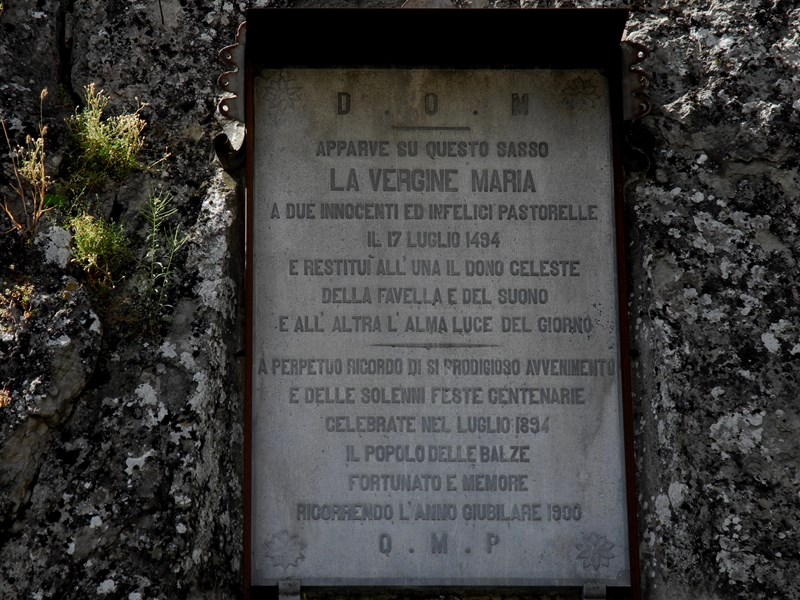 D . O . M
APPARVE SU QUESTO SASSO
LA VERGINE MARIA
A DUE INNOCENTI ED INFELICI PASTORELLE
IL 17 LUGLIO 1494
E RESTITUÌ ALL' UNA IL DONO CELESTE
DELLA FAVELLA E DEL SUONO
E ALL' ALTRA L' ALMA LUCE DEL GIORNO
A PERPETUO RICORDO DI SI PRODIGIOSO AVVENIMENTO
E DELLE SOLENNI FESTE CENTENARIE
CELEBRATE NEL LUGLIO 1894
IL POPOLO DELLE BALZE
FORTUNATO E MEMORE
RICORRENDO L'ANNO GIUBILARE 1900
Q . M . P